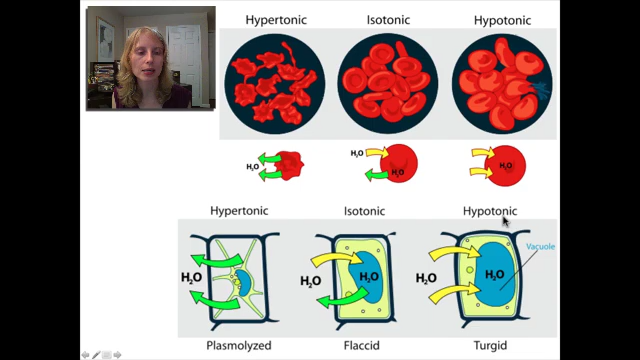 Hypertonic
Isotonic
Hypotonic
H₂O
H₂O
H₂O
H₂O
Hypertonic
Isotonic
Hypotonic
Vacuole
H₂O
H₂O
H₂O
H₂O
H₂O
Plasmolyzed
Flaccid
Turgid